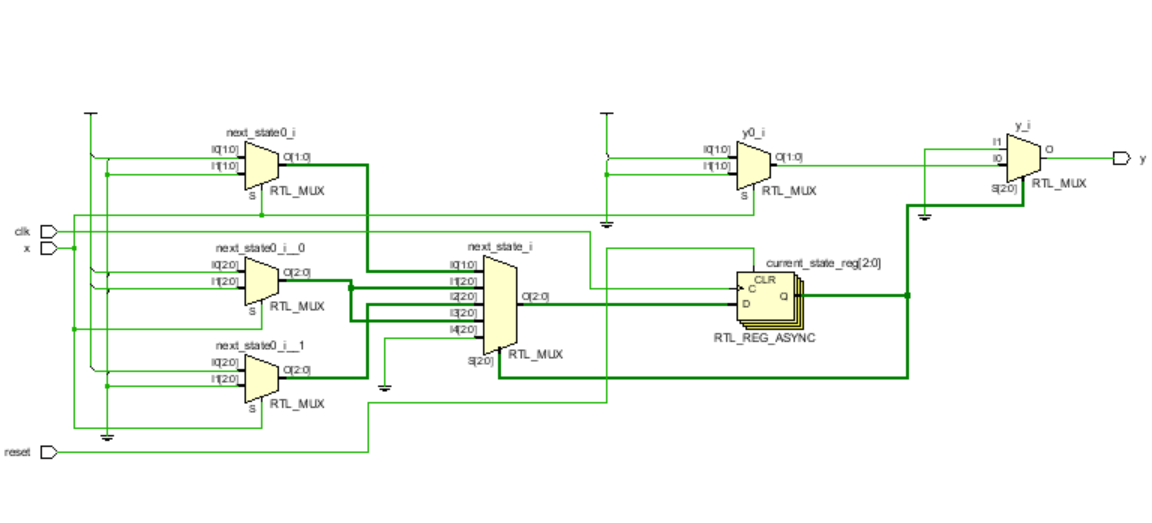 next_state0_i
I0[1:0]
I1[1:0]
O[1:0]
S
RTL_MUX
y0_i
I0[1:0]
I1[1:0]
O[1:0]
S
RTL_MUX
y_i
I1
I0
O
S[2:0]
RTL_MUX
y
clk
x
next_state0_i__0
I0[2:0]
I1[2:0]
O[2:0]
S
RTL_MUX
next_state_i
I0[1:0]
I1[2:0]
I2[2:0]
I3[2:0]
I4[2:0]
O[2:0]
S[2:0]
RTL_MUX
current_state_reg[2:0]
CLR
C
D
Q
RTL_REG_ASYNC
next_state0_i__1
I0[2:0]
I1[2:0]
O[2:0]
S
RTL_MUX
reset